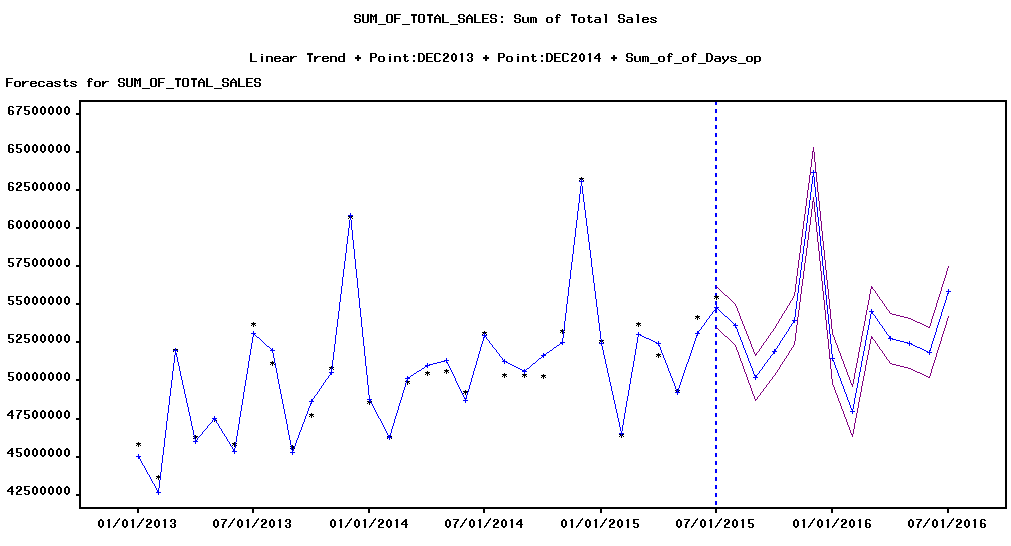 SUM_OF_TOTAL_SALES: Sum of Total Sales
Linear Trend + Point:DEC2013 + Point:DEC2014 + Sum_of_of_Days_op
Forecasts for SUM_OF_TOTAL_SALES
67500000
65000000
62500000
60000000
57500000
55000000
52500000
50000000
47500000
45000000
42500000
01/01/2013 07/01/2013 01/01/2014 07/01/2014 01/01/2015 07/01/2015 01/01/2016 07/01/2016